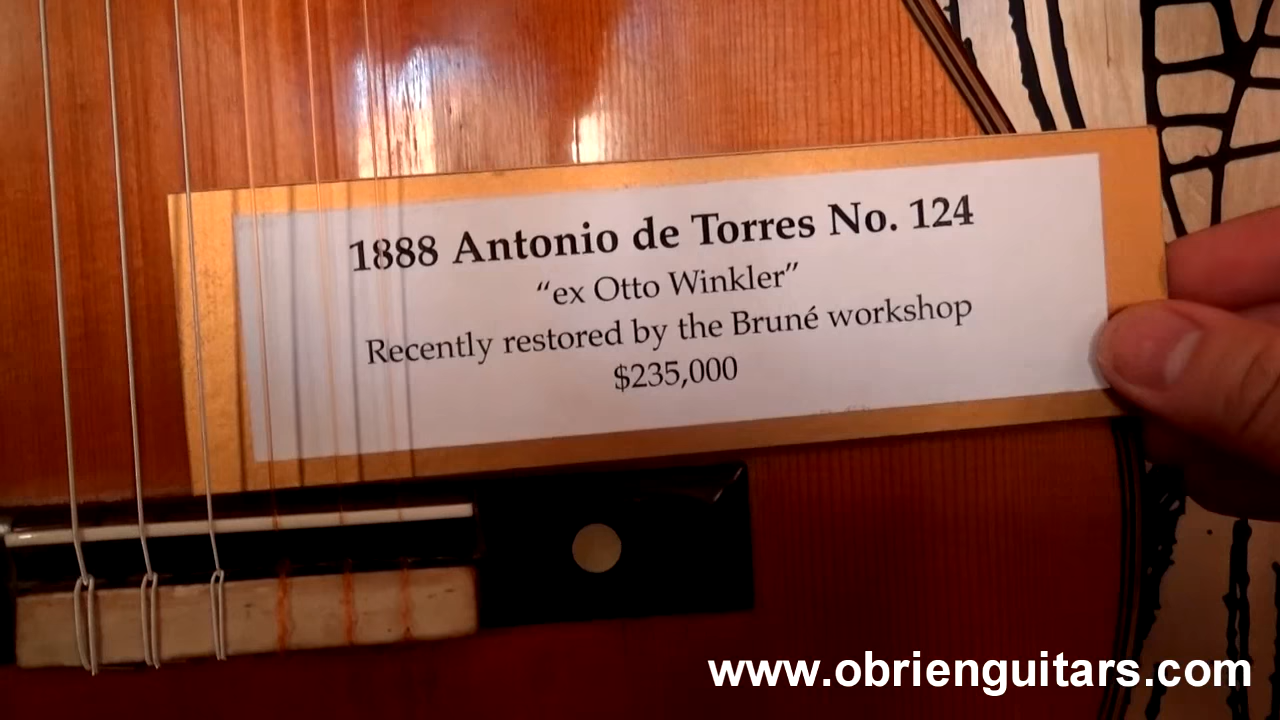 1888 Antonio de Torres No. 124
“ex Otto Winkler”
Recently restored by the Bruné workshop
$235,000
www.obrienguitars.com